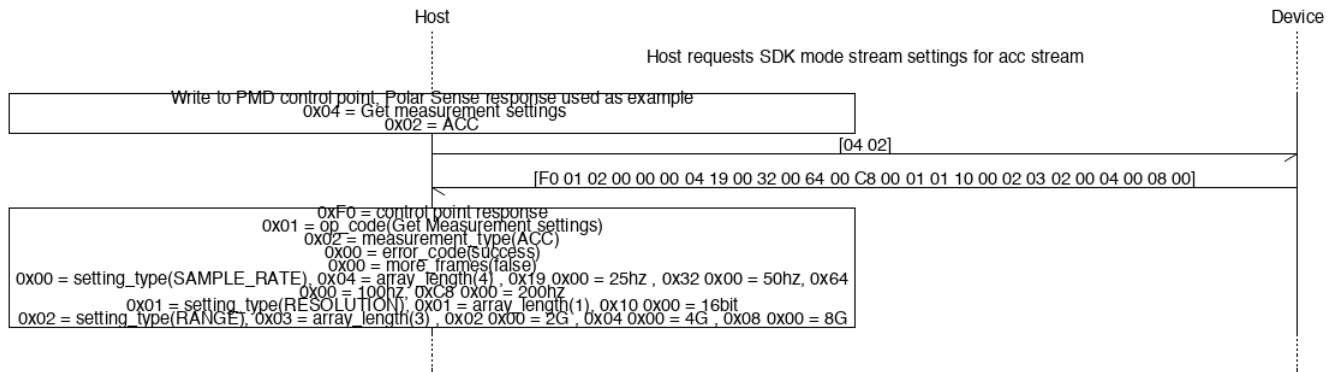 Host
Device
Host requests SDK mode stream settings for acc stream
Write to PMD control point, Polar Sense response used as example
0x04 = Get measurement settings
0x02 = ACC
[04 02]
[F0 01 02 00 00 00 04 19 00 32 00 64 00 C8 00 01 01 10 00 02 03 02 00 04 00 08 00]
0xF0 = control point response
0x01 = op_code(Get Measurement settings)
0x02 = measurement_type(ACC)
0x00 = error_code(success)
0x00 = more_frames(false)
0x00 = setting_type(SAMPLE_RATE), 0x04 = array_length(4) , 0x19 0x00 = 25hz , 0x32 0x00 = 50hz, 0x64
0x00 = 100hz, 0xC8 0x00 = 200hz
0x01 = setting_type(RESOLUTION), 0x01 = array_length(1), 0x10 0x00 = 16bit
0x02 = setting_type(RANGE), 0x03 = array_length(3) , 0x02 0x00 = 2G , 0x04 0x00 = 4G , 0x08 0x00 = 8G